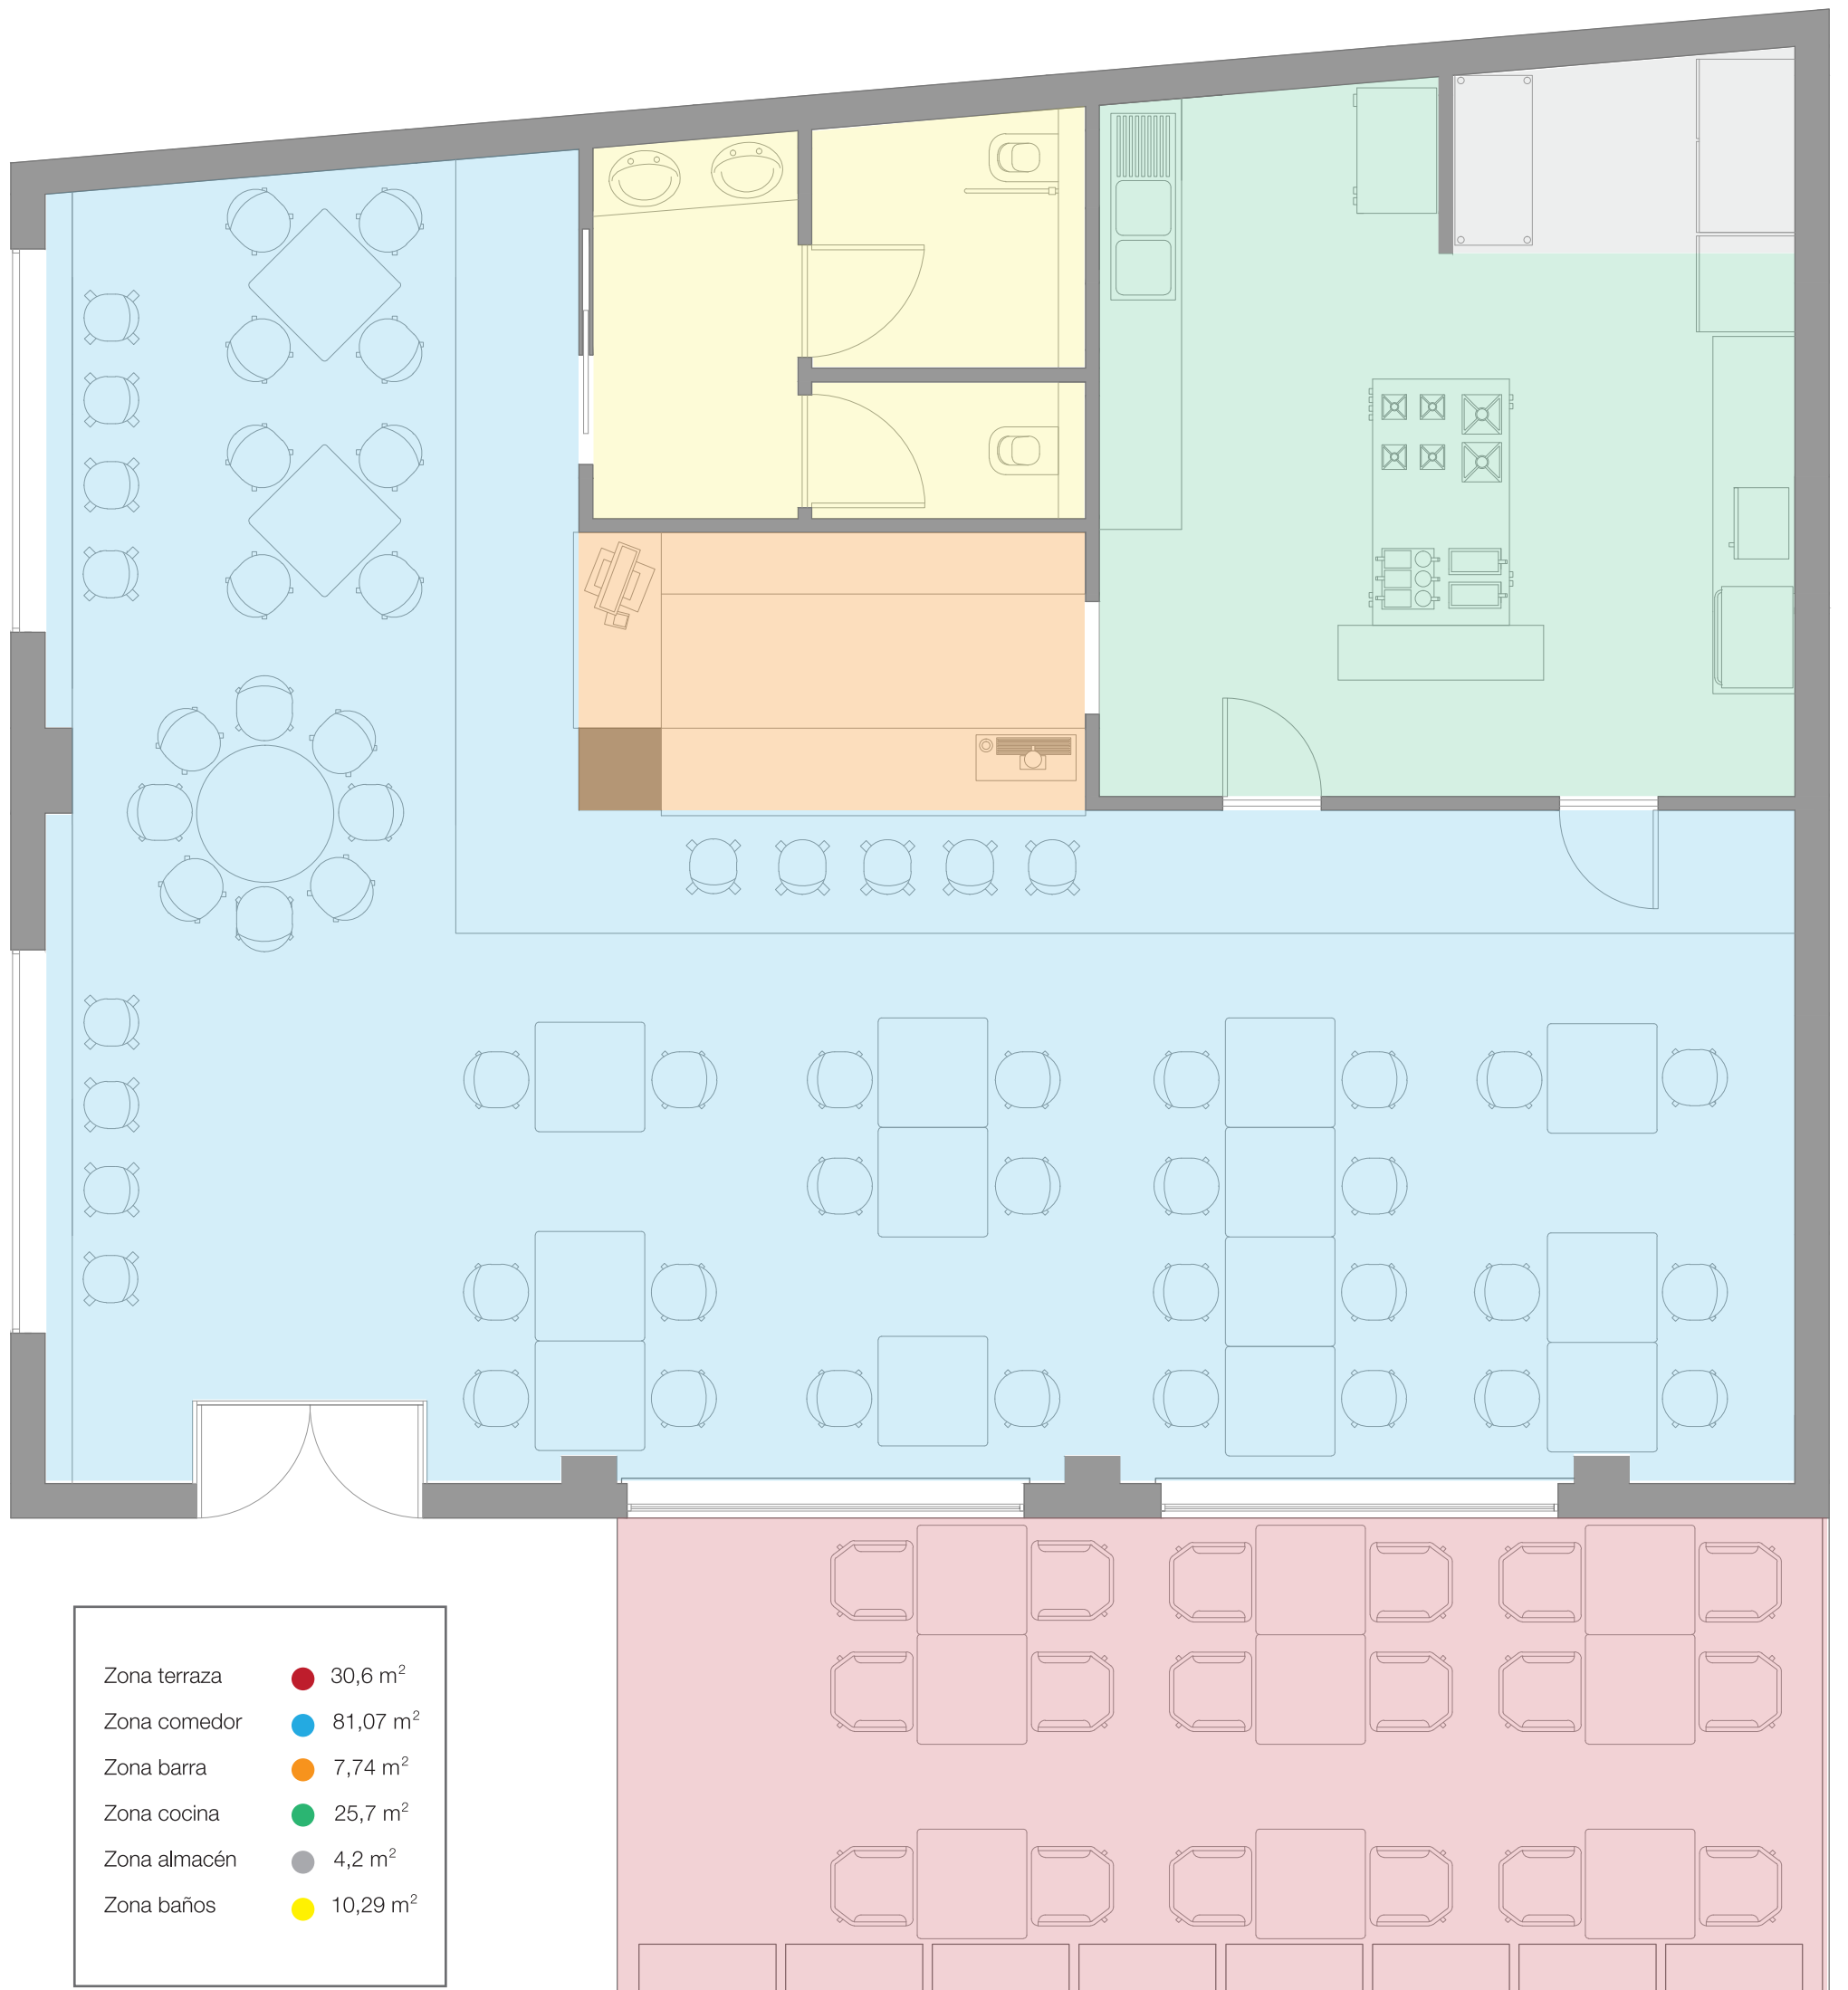 Zona terraza 30,6 m²
Zona comedor 81,07 m²
Zona barra 7,74 m²
Zona cocina 25,7 m²
Zona almacén 4,2 m²
Zona baños 10,29 m²